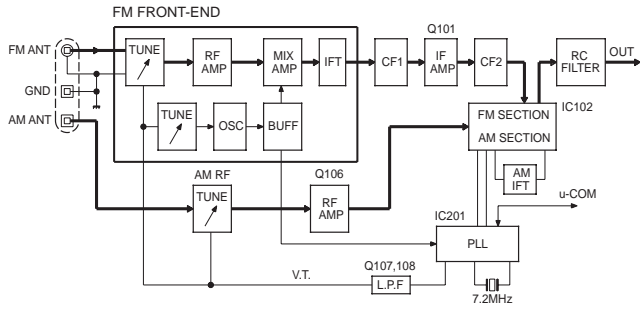 FM FRONT-END
FM ANT
GND
AM ANT
TUNE
RF
AMP
MIX
AMP
IFT
CF1
Q101
IF
AMP
CF2
RC
FILTER
OUT
TUNE
OSC
BUFF
FM SECTION
AM SECTION
IC102
AM
IFT
AM RF
TUNE
Q106
RF
AMP
u-COM
IC201
PLL
V.T.
Q107,108
L.P.F
7.2MHz